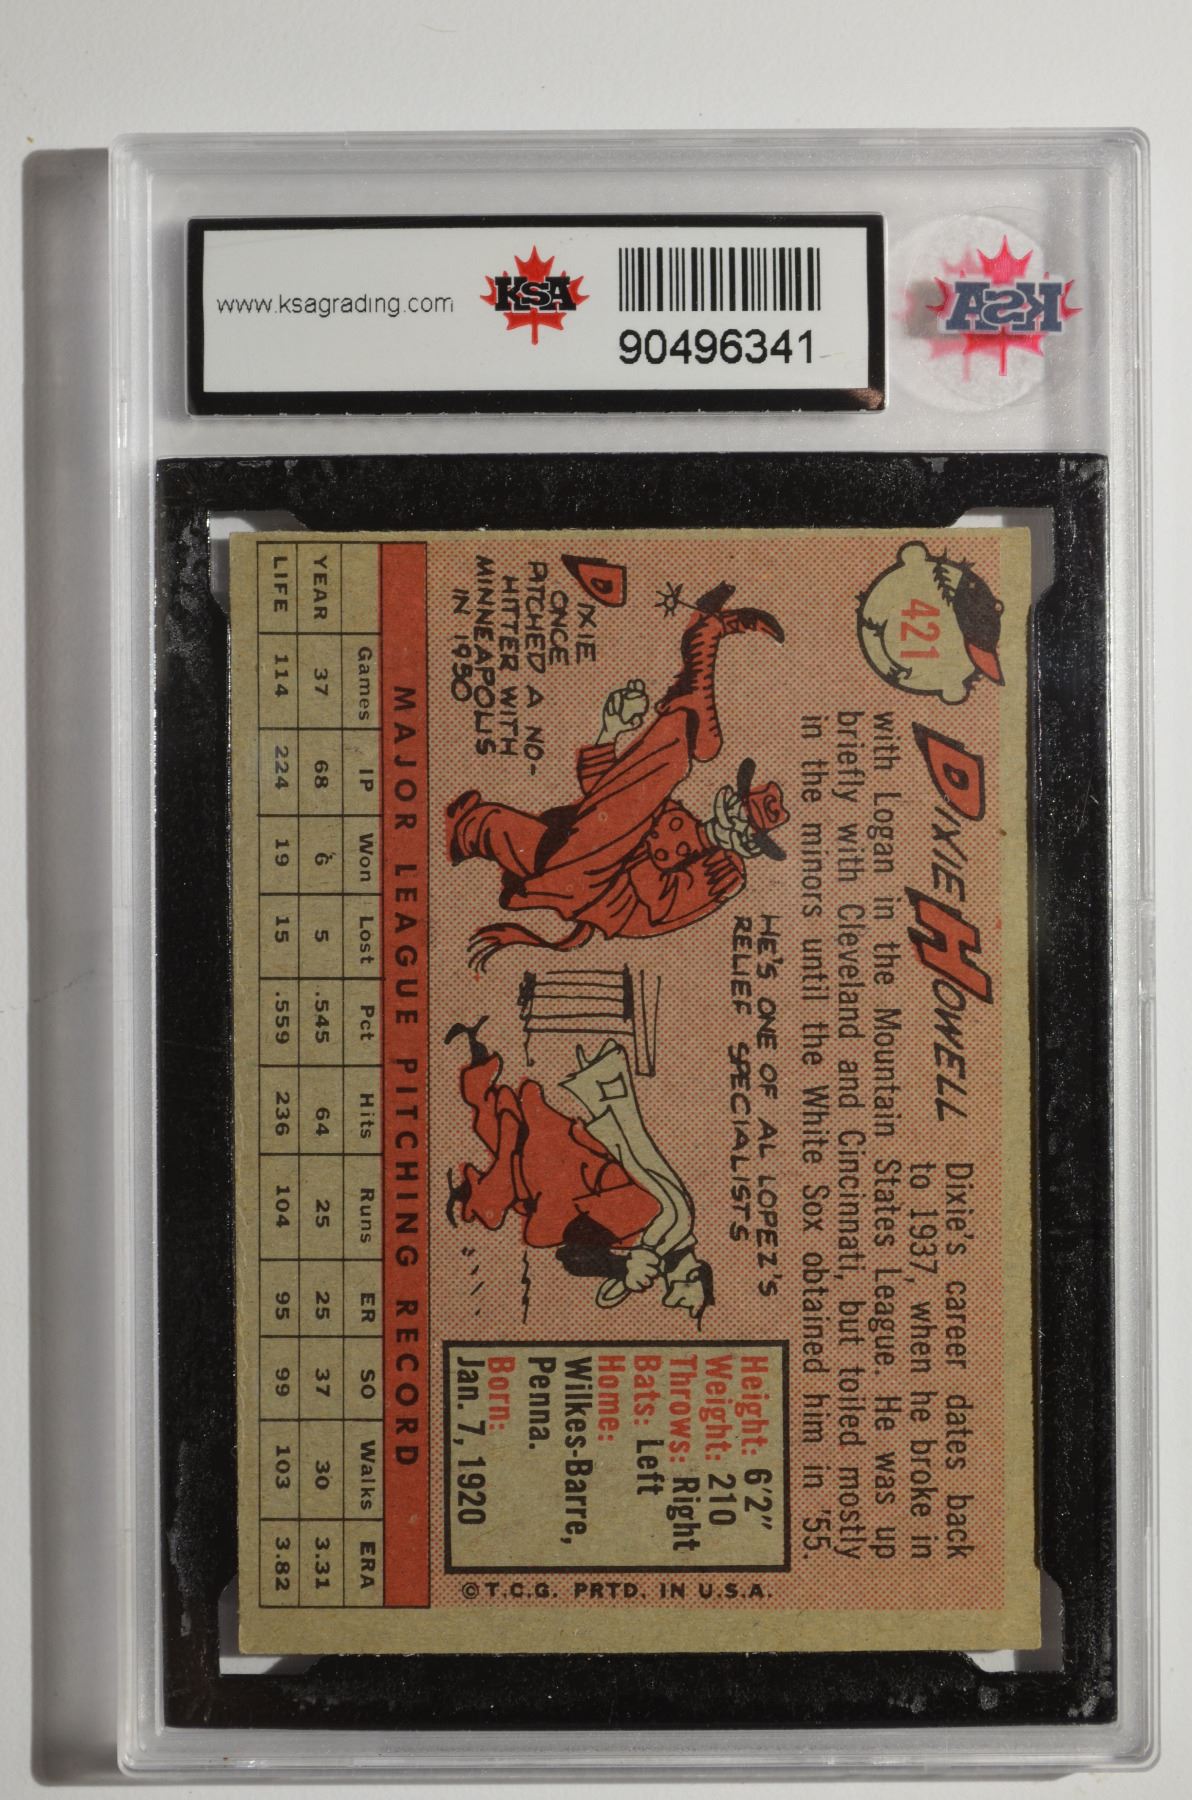 www.ksagrading.com
KSA
90496341
KSA
421
DIXIE HOWELL
Dixie's career dates back
to 1937, when he broke in
with Logan in the Mountain States League. He was up
briefly with Cleveland and Cincinnati, but toiled mostly
in the minors until the White Sox obtained him in '55.
DIXIE
ONCE
PITCHED A NO-
HITTER WITH
MINNEAPOLIS
IN 1950
HE'S ONE OF AL LOPEZ'S
RELIEF SPECIALISTS
Height: 6'2"
Weight: 210
Throws: Right
Bats: Left
Home:
Wilkes-Barre,
Penna.
Born:
Jan. 7, 1920
© T.C.G. PRTD. IN U.S.A.
MAJOR LEAGUE PITCHING RECORD
Games IP Won Lost Pct Hits Runs ER SO Walks ERA
YEAR 37 68 6 5 .545 64 25 25 37 30 3.31
LIFE 114 224 19 15 .559 236 104 95 99 103 3.82